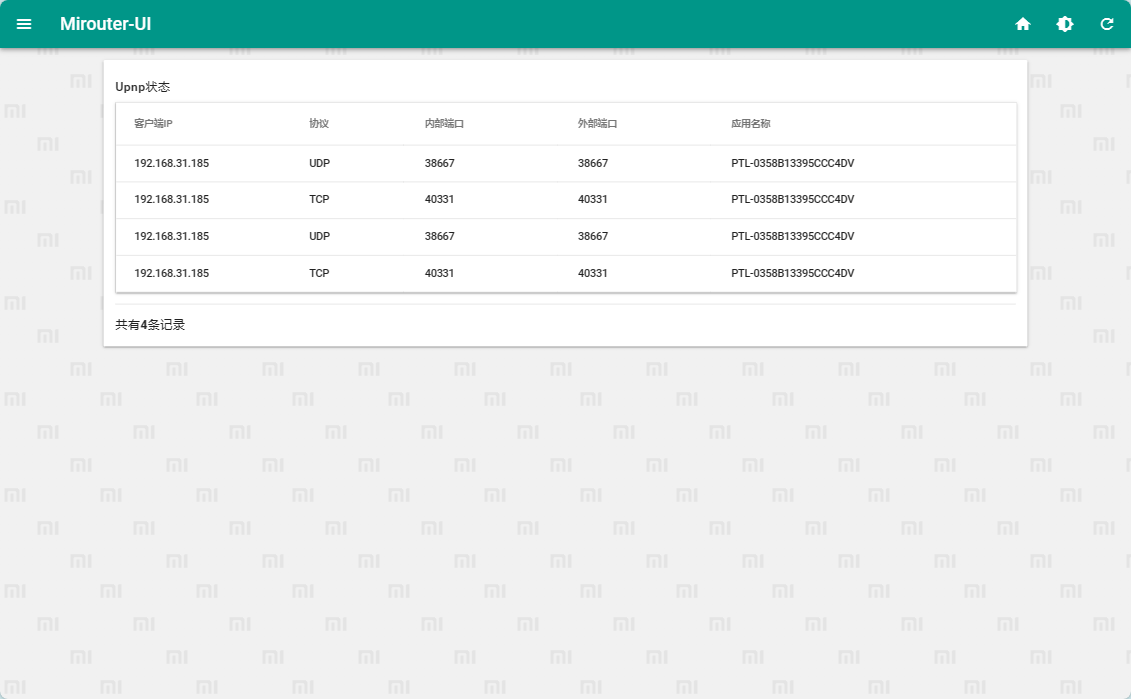 Mirouter-UI
Upnp状态
客户端IP 协议 内部端口 外部端口 应用名称
192.168.31.185 UDP 38667 38667 PTL-0358B13395CCC4DV
192.168.31.185 TCP 40331 40331 PTL-0358B13395CCC4DV
192.168.31.185 UDP 38667 38667 PTL-0358B13395CCC4DV
192.168.31.185 TCP 40331 40331 PTL-0358B13395CCC4DV
共有4条记录